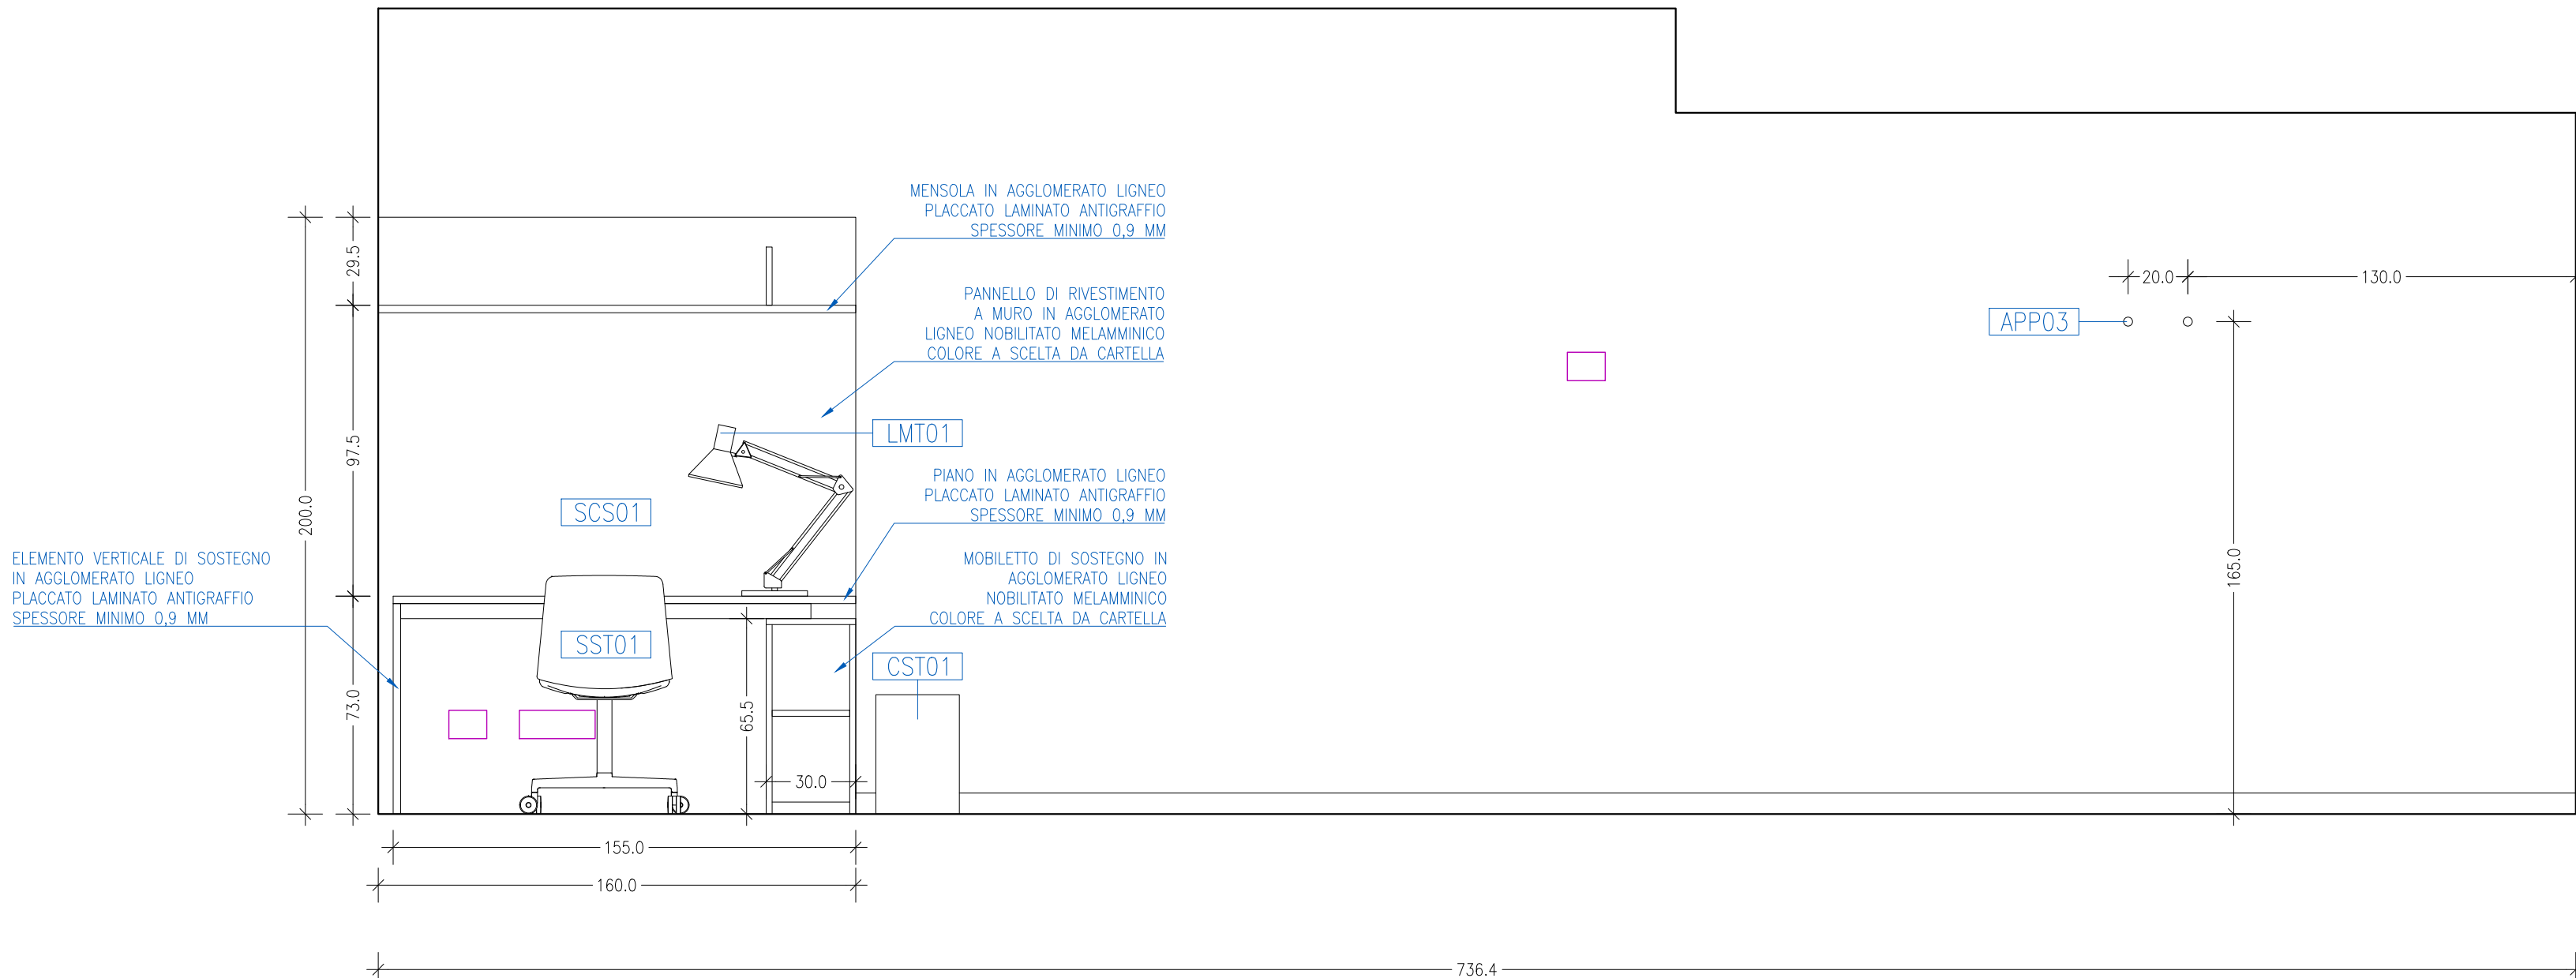 MENSOLA IN AGGLOMERATO LIGNEO
PLACCATO LAMINATO ANTIGRAFFIO
SPESSORE MINIMO 0,9 MM
29.5
20.0
130.0
PANNELLO DI RIVESTIMENTO
A MURO IN AGGLOMERATO
LIGNEO NOBILITATO MELAMMINICO
COLORE A SCELTA DA CARTELLA
APP03
LMT01
97.5
PIANO IN AGGLOMERATO LIGNEO
PLACCATO LAMINATO ANTIGRAFFIO
SPESSORE MINIMO 0,9 MM
200.0
SCS01
ELEMENTO VERTICALE DI SOSTEGNO
IN AGGLOMERATO LIGNEO
PLACCATO LAMINATO ANTIGRAFFIO
SPESSORE MINIMO 0,9 MM
MOBILETTO DI SOSTEGNO IN
AGGLOMERATO LIGNEO
NOBILITATO MELAMMINICO
COLORE A SCELTA DA CARTELLA
165.0
SST01
CST01
73.0
65.5
30.0
155.0
160.0
736.4